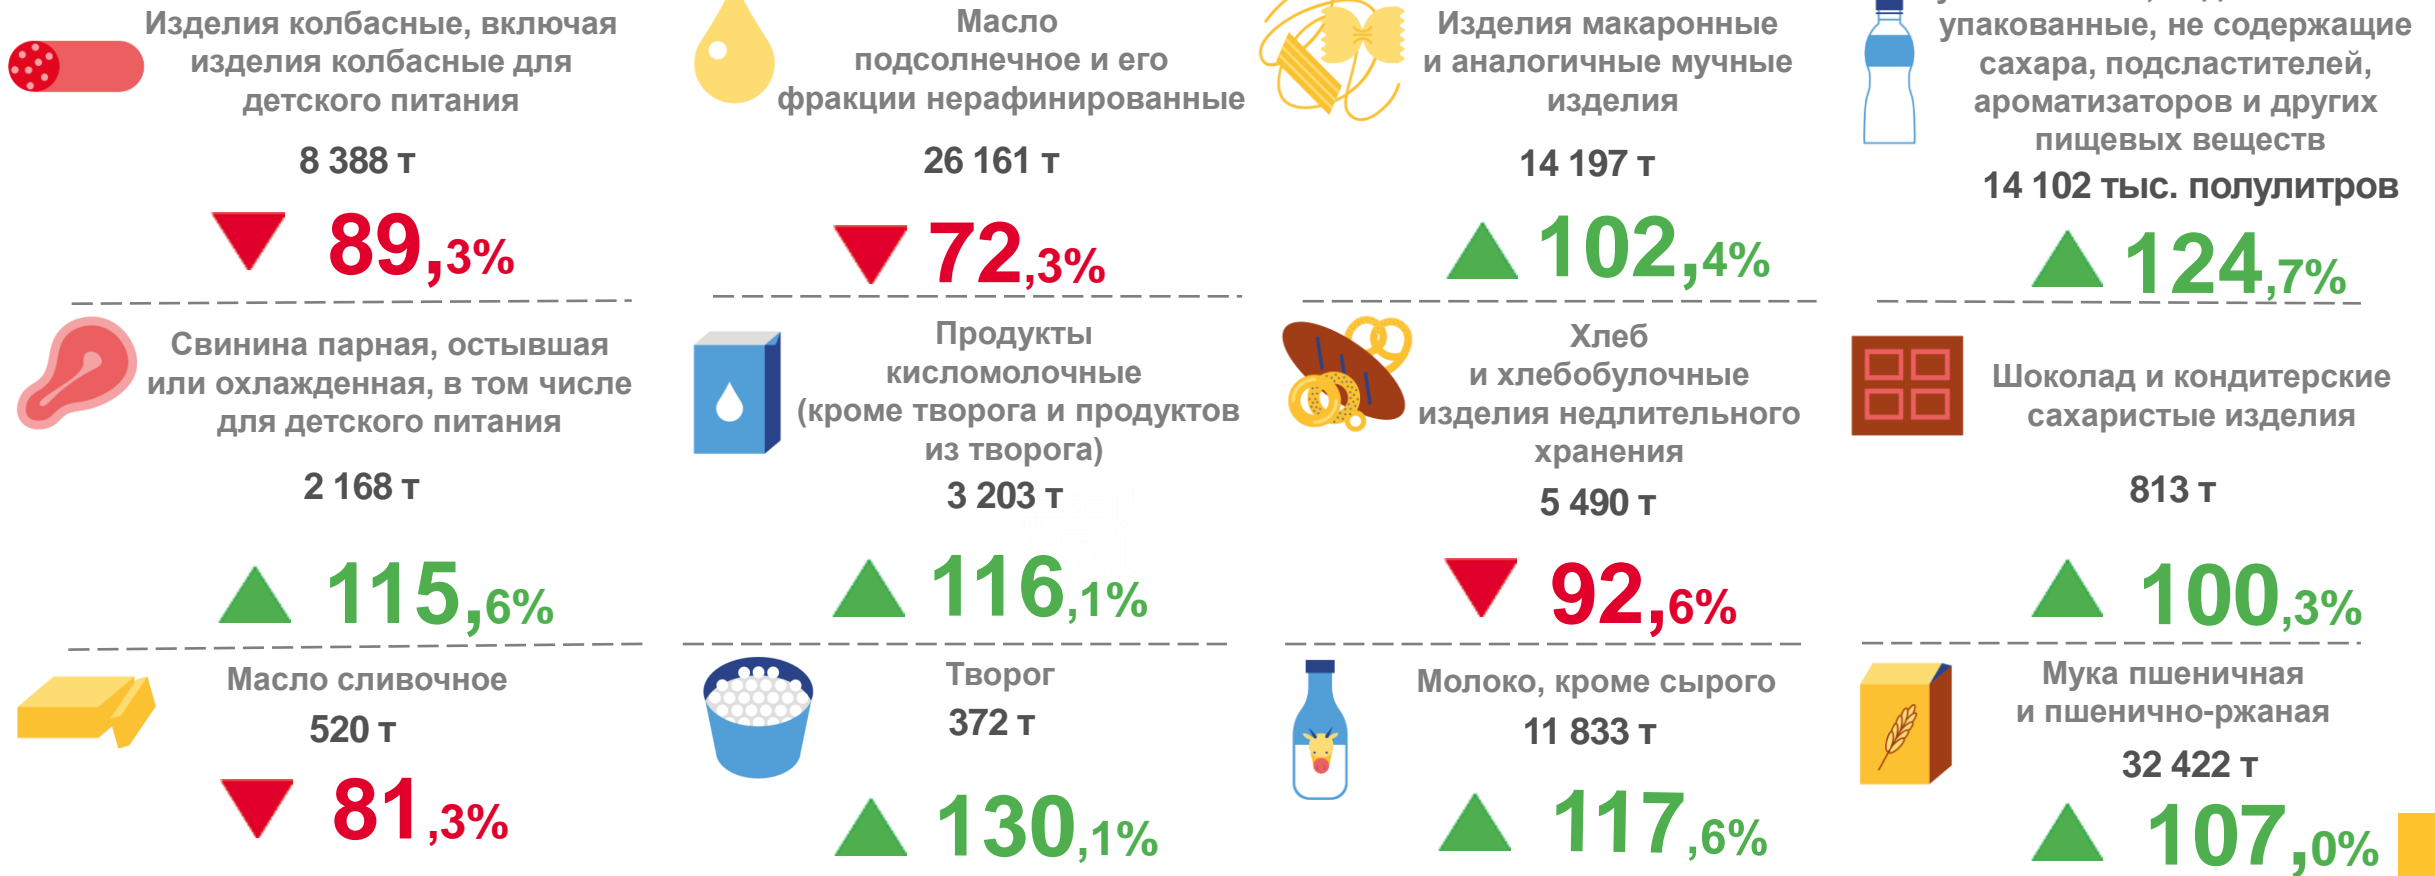 Изделия колбасные, включая
изделия колбасные для
детского питания
8 388 т
89,3%
Масло
подсолнечное и его
фракции нерафинированные
26 161 т
72,3%
Изделия макаронные
и аналогичные мучные
изделия
14 197 т
102,4%
упакованные, не содержащие
сахара, подсластителей,
ароматизаторов и других
пищевых веществ
14 102 тыс. полулитров
124,7%
Свинина парная, остывшая
или охлажденная, в том числе
для детского питания
2 168 т
115,6%
Продукты
кисломолочные
(кроме творога и продуктов
из творога)
3 203 т
116,1%
Хлеб
и хлебобулочные
изделия недлительного
хранения
5 490 т
92,6%
Шоколад и кондитерские
сахаристые изделия
813 т
100,3%
Масло сливочное
520 т
81,3%
Творог
372 т
130,1%
Молоко, кроме сырого
11 833 т
117,6%
Мука пшеничная
и пшенично-ржаная
32 422 т
107,0%